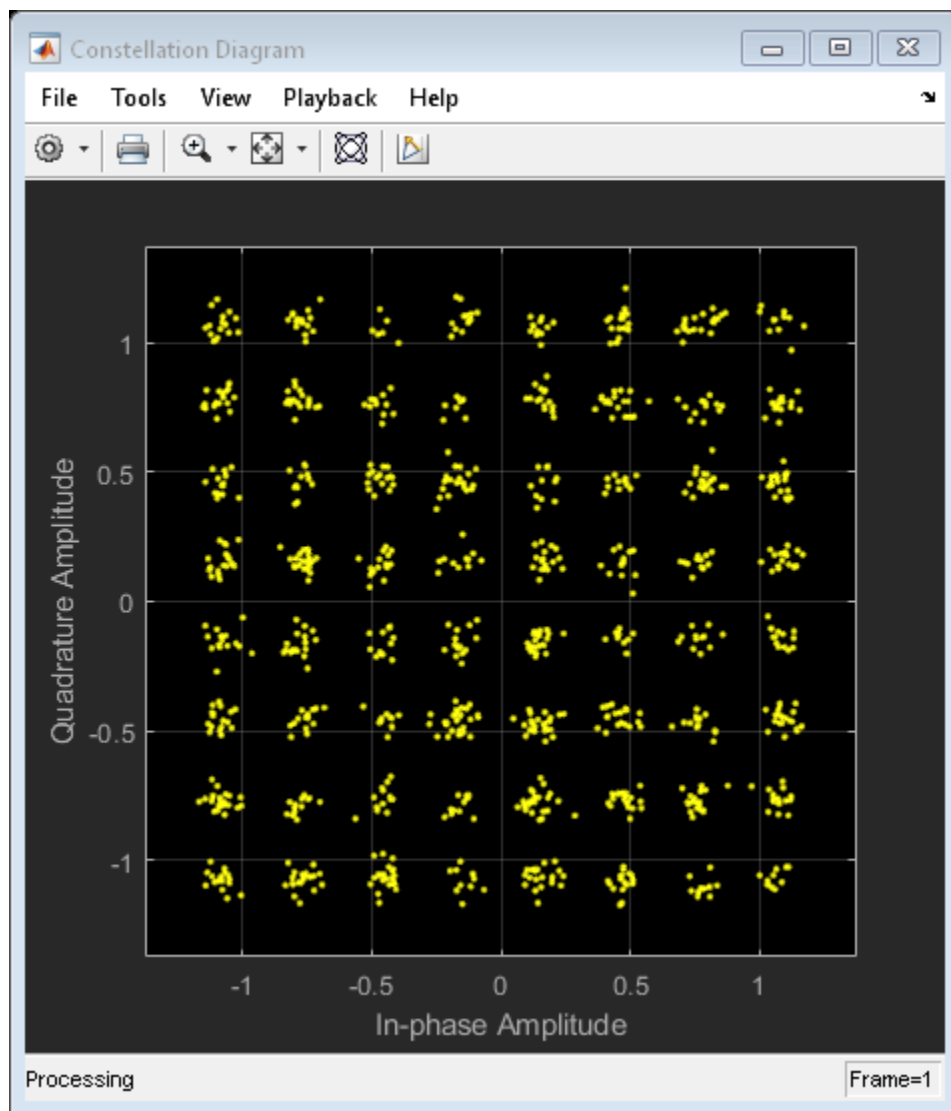 Constellation Diagram
File Tools View Playback Help
1
0.5
0
-0.5
-1
Quadrature Amplitude
-1 -0.5 0 0.5 1
In-phase Amplitude
Processing Frame=1